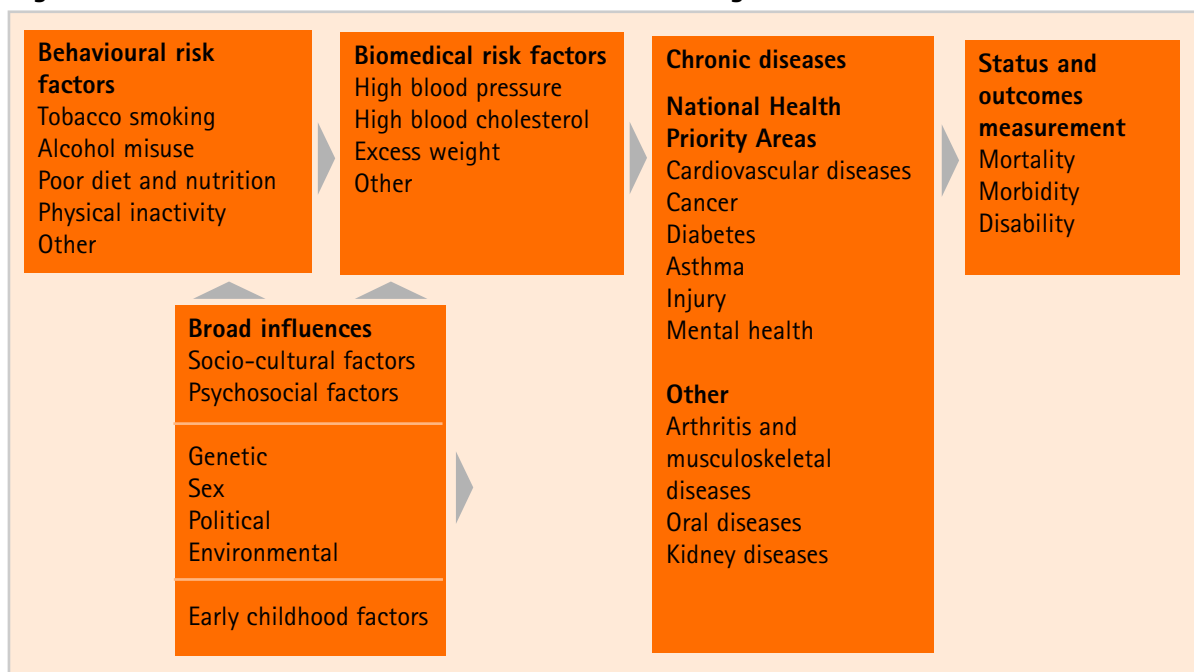 Behavioural risk
factors
Tobacco smoking
Alcohol misuse
Poor diet and nutrition
Physical inactivity
Other
Biomedical risk factors
High blood pressure
High blood cholesterol
Excess weight
Other
Chronic diseases
National Health
Priority Areas
Cardiovascular diseases
Cancer
Diabetes
Asthma
Injury
Mental health
Other
Arthritis and
musculoskeletal
diseases
Oral diseases
Kidney diseases
Status and
outcomes
measurement
Mortality
Morbidity
Disability
Broad influences
Socio-cultural factors
Psychosocial factors
Genetic
Sex
Political
Environmental
Early childhood factors